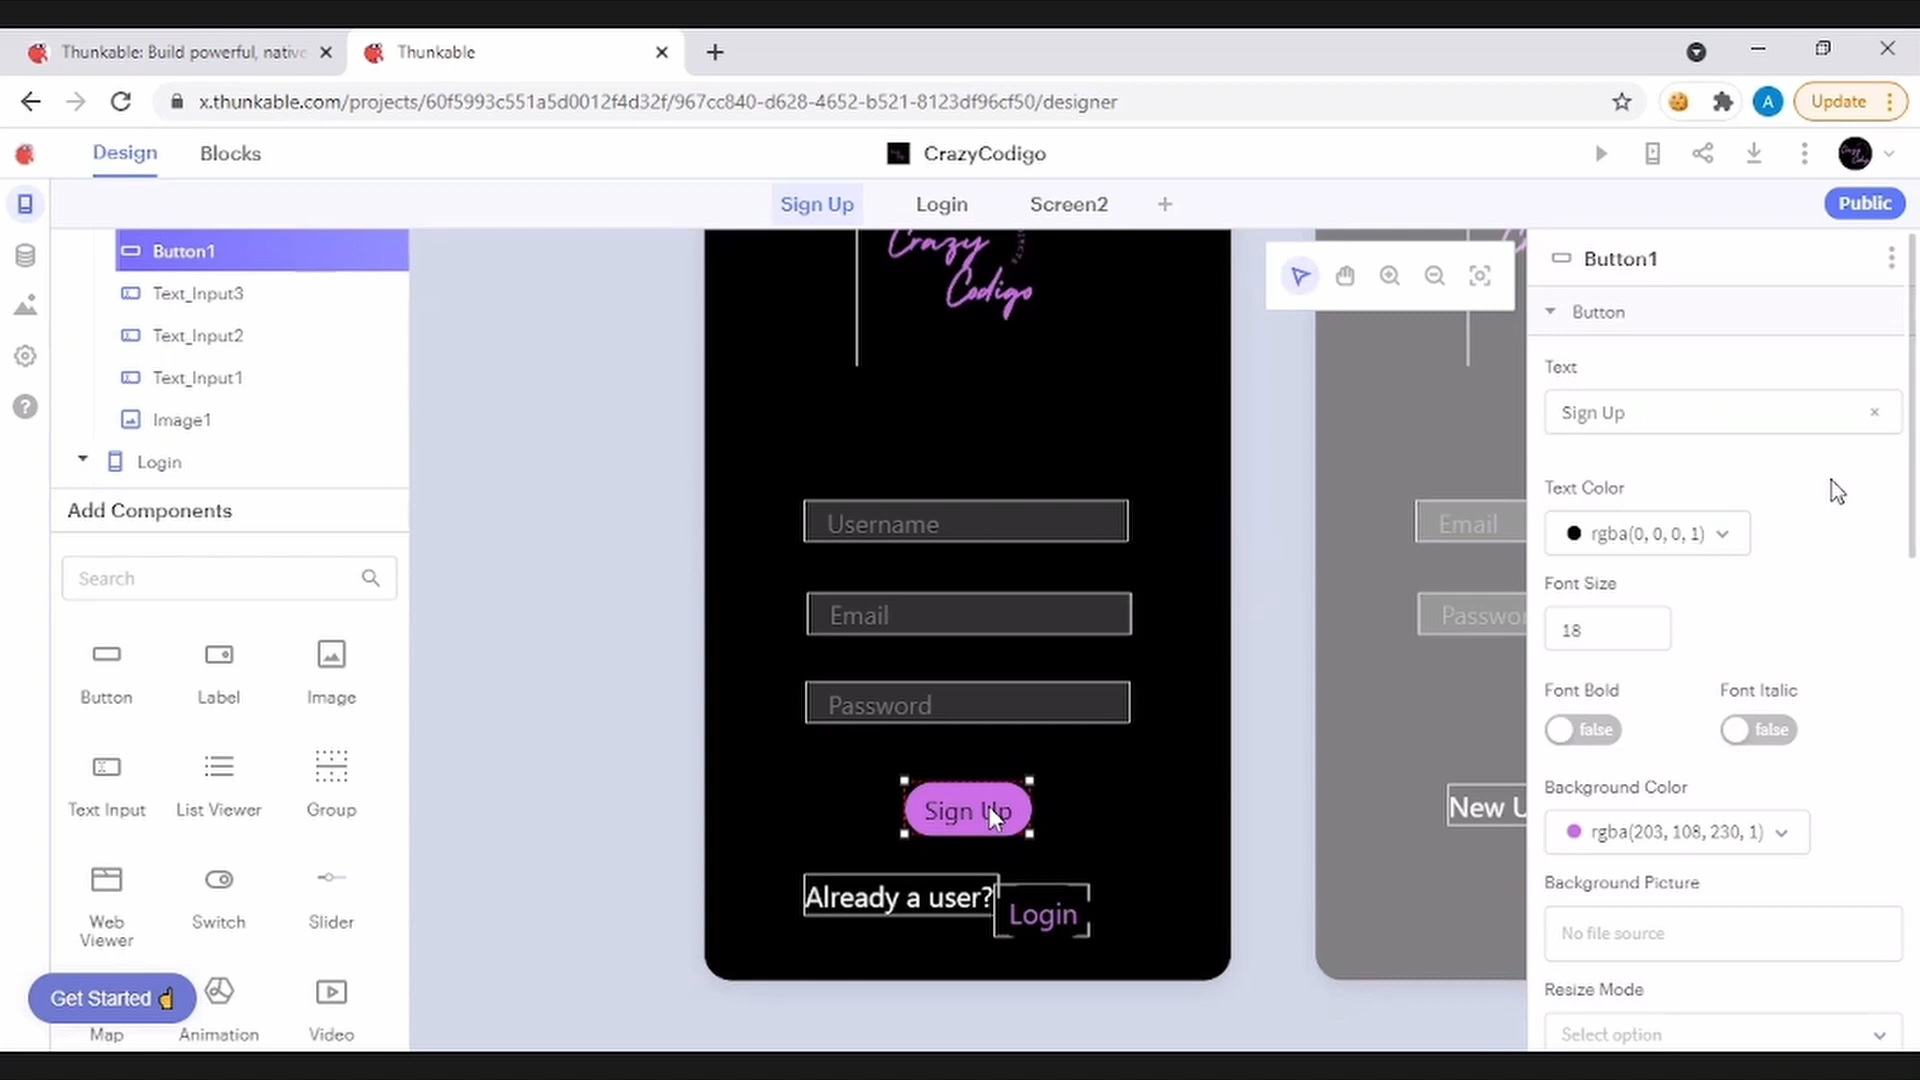 Thunkable: Build powerful, nativ
Thunkable
x.thunkable.com/projects/60f5993c551a5d0012f4d32f/967cc840-d628-4652-b521-8123df96cf50/designer
A
Update
Design
Blocks
CrazyCodigo
Sign Up
Login
Screen2
Public
Button1
Text_Input3
Text_Input2
Text_Input1
Image1
Login
Add Components
Search
Button
Label
Image
Text Input
List Viewer
Group
Web
Viewer
Switch
Slider
Get Started
Map
Animation
Video
Crazy
Codigo
Username
Email
Password
Sign Up
Already a user?
Login
Email
Passwor
New U
Button1
Button
Text
Sign Up
Text Color
rgba(0, 0, 0, 1)
Font Size
18
Font Bold
Font Italic
false
false
Background Color
rgba(203, 108, 230, 1)
Background Picture
No file source
Resize Mode
Select option